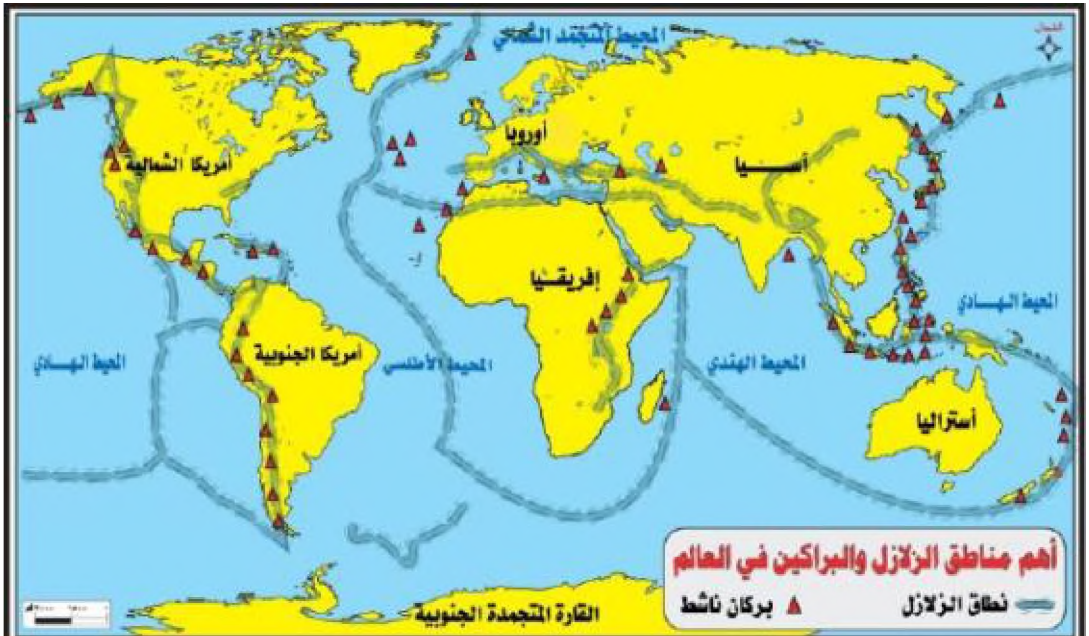 المحيط المتجمد الشمالي
الشمال
أوروبا
أمريكا الشمالية
آسيا
إفريقيا
المحيط الهادي
أمريكا الجنوبية
المحيط الهادي
المحيط الأطلسي
المحيط الهندي
أستراليا
أهم مناطق الزلازل والبراكين في العالم
نطاق الزلازل
بركان ناشط
القارة المتجمدة الجنوبية